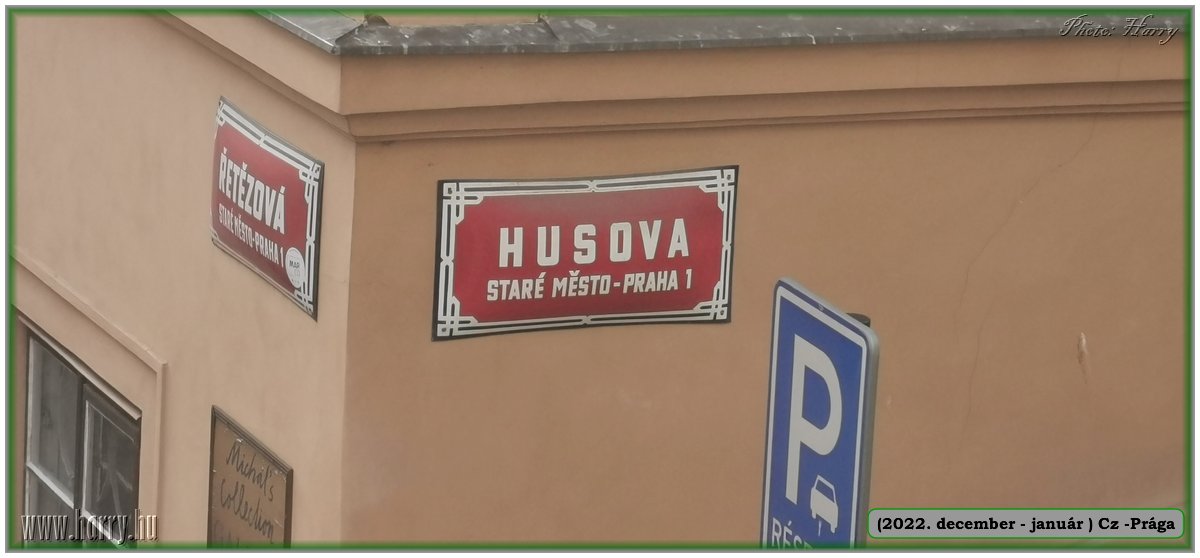 Photo: Harry
ŘETĚZOVÁ
STARÉ MĚSTO-PRAHA 1
HUSOVA
STARÉ MĚSTO-PRAHA 1
P
Michal's
Collection
www.horry.hu
(2022. december - január ) Cz -Prága